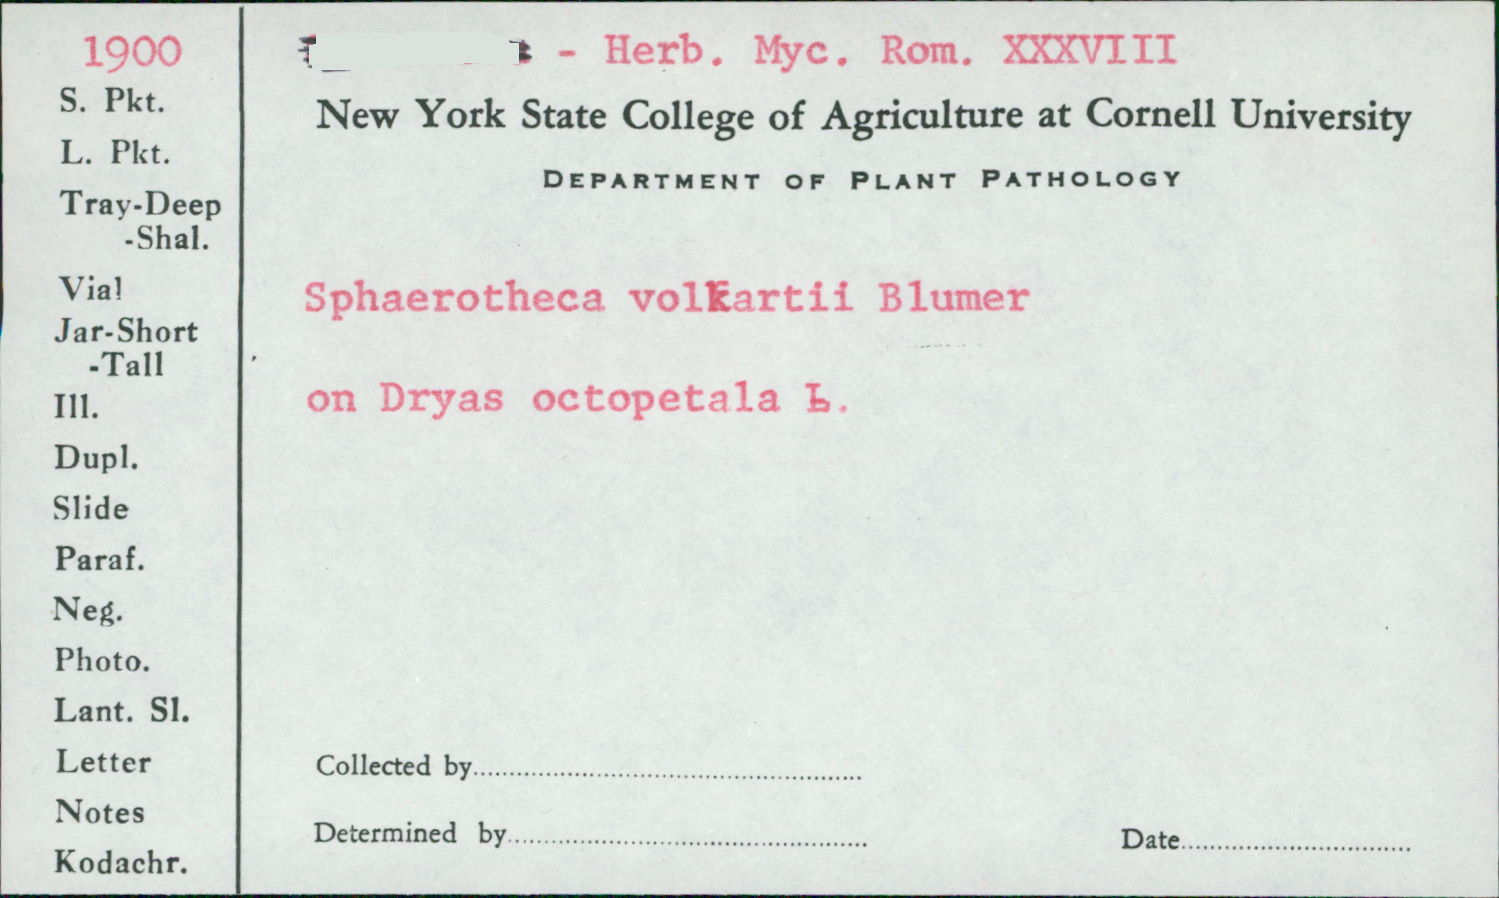 1900
- Herb. Myc. Rom. XXXVIII
New York State College of Agriculture at Cornell University
DEPARTMENT OF PLANT PATHOLOGY
S. Pkt.
L. Pkt.
Tray-Deep
-Shal.
Vial
Jar-Short
-Tall
Ill.
Dupl.
Slide
Paraf.
Neg.
Photo.
Lant. Sl.
Letter
Notes
Kodachr.
Sphaerotheca volkartii Blumer
on Dryas octopetala L.
Collected by
Determined by
Date